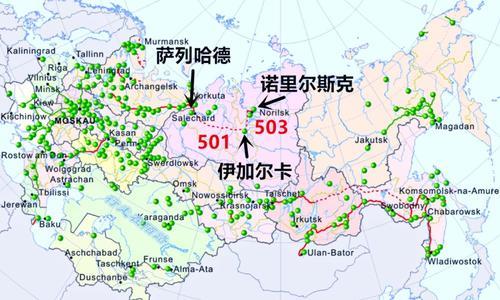 萨列哈德
诺里尔斯克
伊加尔卡
501
503
Murmansk
Kaliningrad
Tallinn
Riga
Leningrad
Vilnius
Minsk
Archangelsk
Workuta
Norilsk
Kiew
Salechard
Kischinjow
MOSKAU
Magadan
Kasan
Perm
Jakutsk
Rostow am Don
Swerdlowsk
Wolgograd
Astrachan
Omsk
Tbilissi
Nowossibirsk
Taischet
Komsomolsk-na-Amure
Krasnojarsk
Swobodny
Chabarowsk
Jerewan
Karaganda
Irkutsk
Baku
Ulan-Bator
Wladiwostok
Aschchabad
Taschkent
Frunse
Alma-Ata
Duschanbe